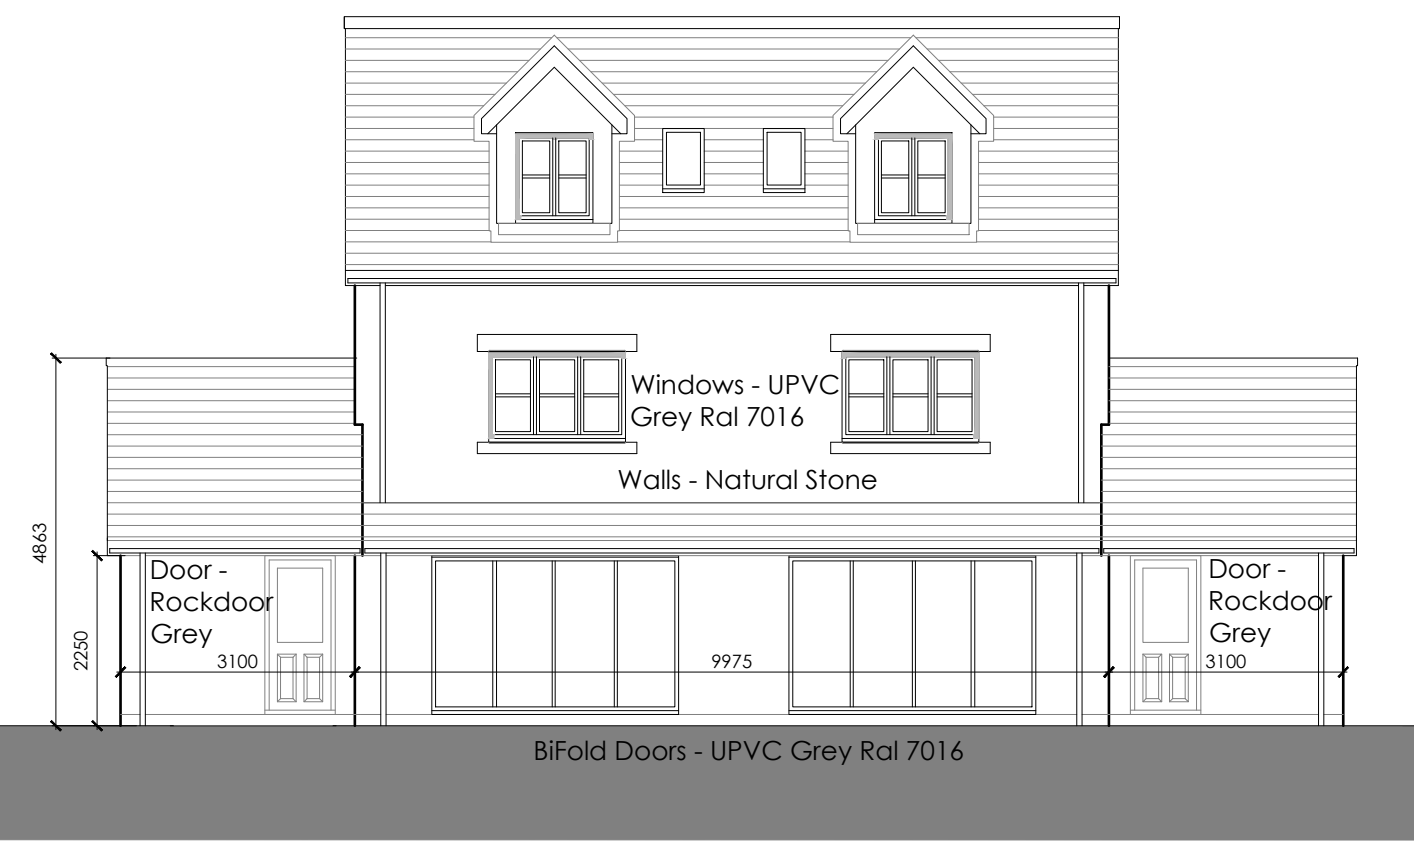 Windows - UPVC
Grey Ral 7016
Walls - Natural Stone
4863
2250
Door -
Rockdoor
Grey
3100
9975
Door -
Rockdoor
Grey
3100
BiFold Doors - UPVC Grey Ral 7016